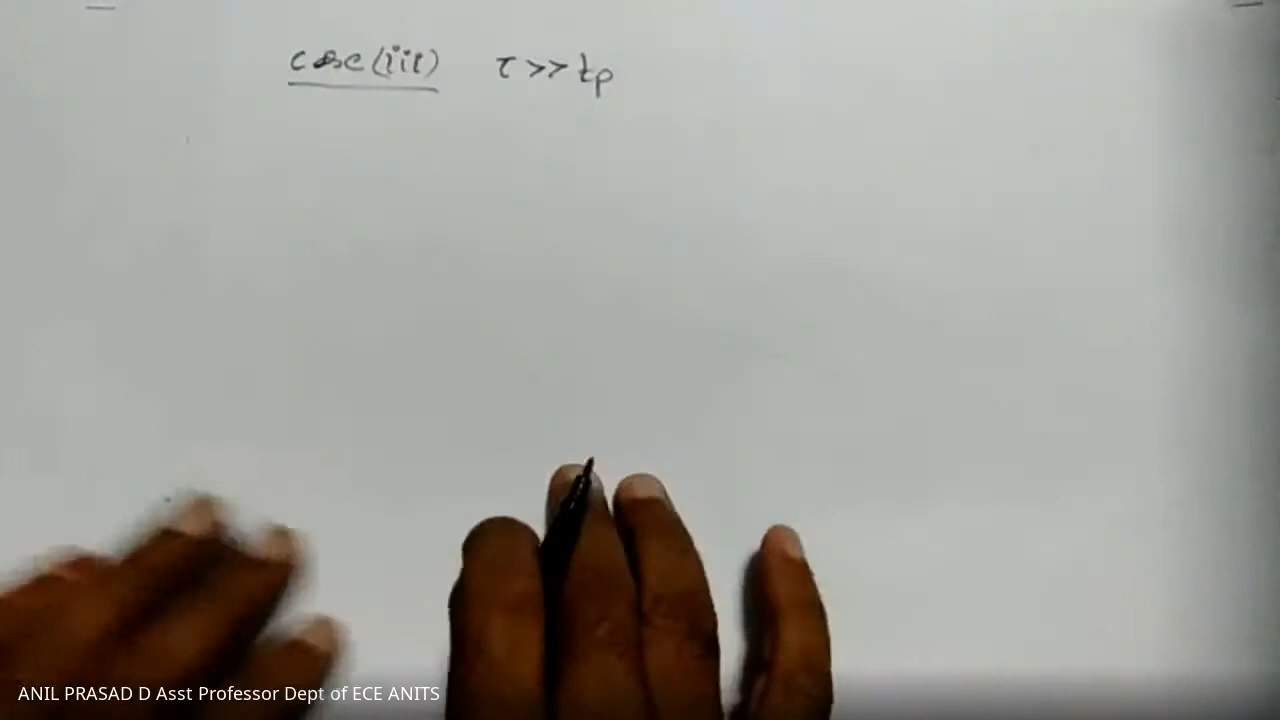 case (iii) τ >> tp
ANIL PRASAD D Asst Professor Dept of ECE ANITS